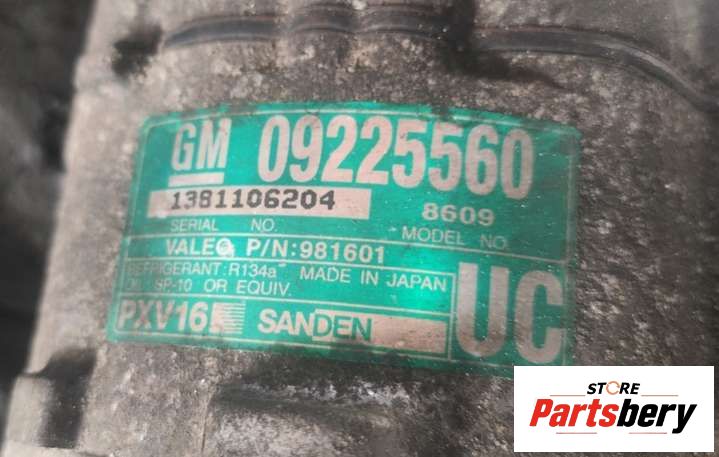 GM 09225560
1381106204 8609
SERIAL NO. MODEL NO.
VALEO P/N:981601
REFRIGERANT:R134a MADE IN JAPAN
OIL SP-10 OR EQUIV.
UC
PXV16 SANDEN
STORE
Partsbery